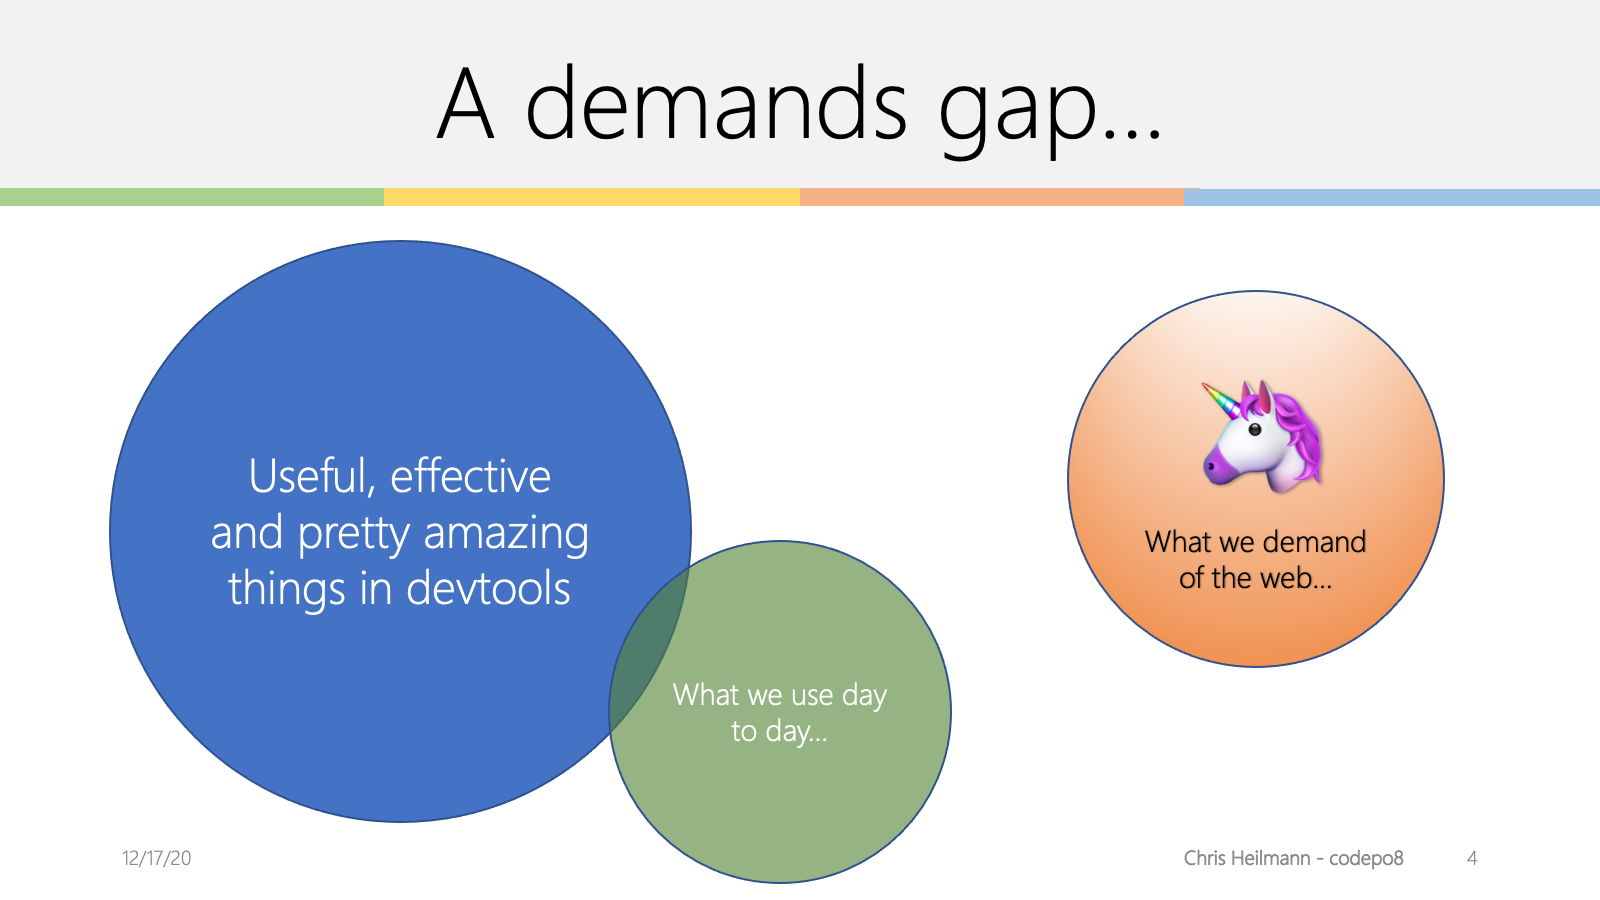 A demands gap...
Useful, effective
and pretty amazing
things in devtools
What we use day
to day...
What we demand
of the web...
12/17/20
Chris Heilmann - codepo8
4